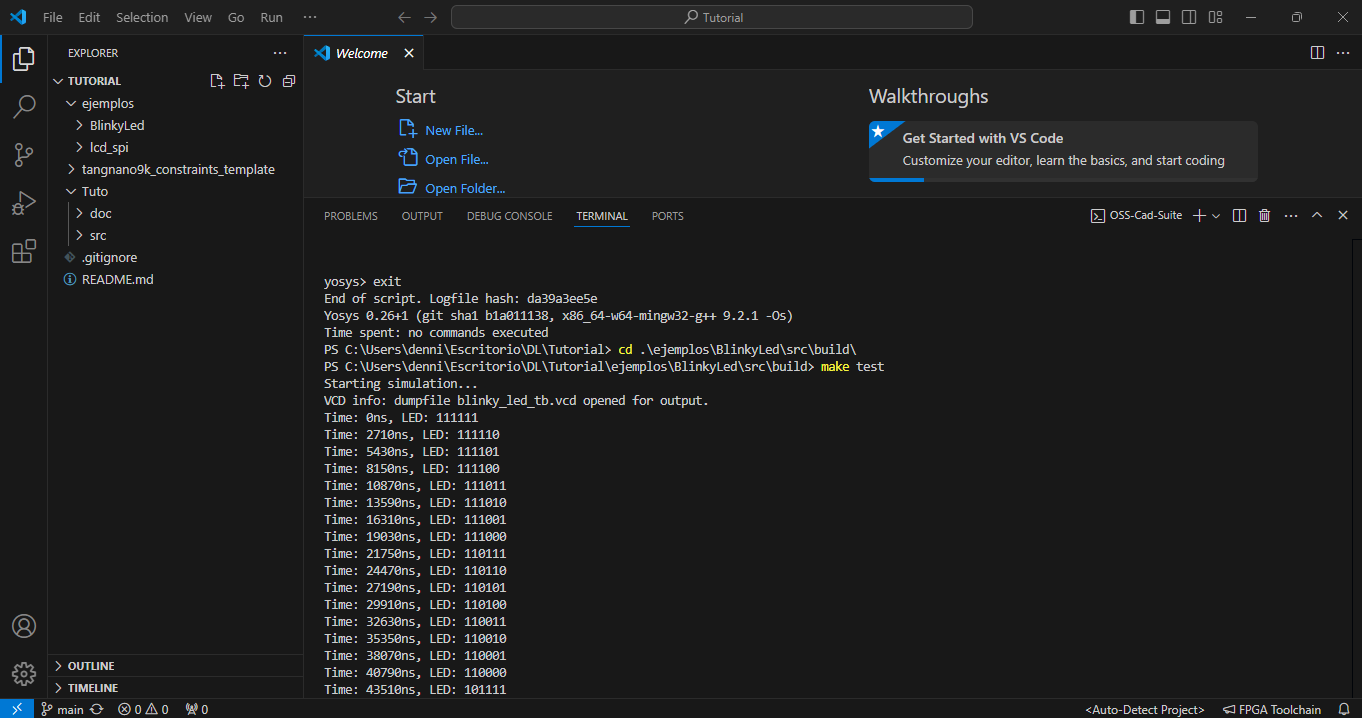 File Edit Selection View Go Run ··· Tutorial
EXPLORER ···
TUTORIAL
ejemplos
BlinkyLed
lcd_spi
tangnano9k_constraints_template
Tuto
doc
src
.gitignore
README.md
OUTLINE
TIMELINE
Welcome
Start
New File...
Open File...
Open Folder...
Walkthroughs
Get Started with VS Code
Customize your editor, learn the basics, and start coding
PROBLEMS OUTPUT DEBUG CONSOLE TERMINAL PORTS OSS-Cad-Suite
yosys> exit
End of script. Logfile hash: da39a3ee5e
Yosys 0.26+1 (git sha1 b1a011138, x86_64-w64-mingw32-g++ 9.2.1 -Os)
Time spent: no commands executed
PS C:\Users\denni\Escritorio\DL\Tutorial> cd .\ejemplos\BlinkyLed\src\build\
PS C:\Users\denni\Escritorio\DL\Tutorial\ejemplos\BlinkyLed\src\build> make test
Starting simulation...
VCD info: dumpfile blinky_led_tb.vcd opened for output.
Time: 0ns, LED: 111111
Time: 2710ns, LED: 111110
Time: 5430ns, LED: 111101
Time: 8150ns, LED: 111100
Time: 10870ns, LED: 111011
Time: 13590ns, LED: 111010
Time: 16310ns, LED: 111001
Time: 19030ns, LED: 111000
Time: 21750ns, LED: 110111
Time: 24470ns, LED: 110110
Time: 27190ns, LED: 110101
Time: 29910ns, LED: 110100
Time: 32630ns, LED: 110011
Time: 35350ns, LED: 110010
Time: 38070ns, LED: 110001
Time: 40790ns, LED: 110000
Time: 43510ns, LED: 101111
main 0 0 0 <Auto-Detect Project> FPGA Toolchain